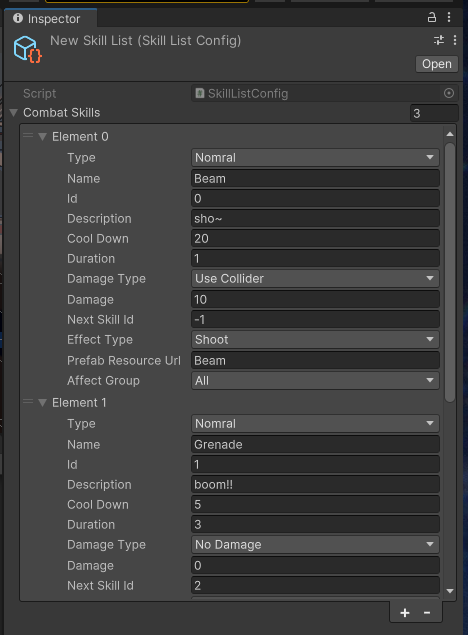 Inspector
New Skill List (Skill List Config)
Open
Script SkillListConfig
Combat Skills 3
Element 0
Type Nomral
Name Beam
Id 0
Description sho~
Cool Down 20
Duration 1
Damage Type Use Collider
Damage 10
Next Skill Id -1
Effect Type Shoot
Prefab Resource Url Beam
Affect Group All
Element 1
Type Nomral
Name Grenade
Id 1
Description boom!!
Cool Down 5
Duration 3
Damage Type No Damage
Damage 0
Next Skill Id 2